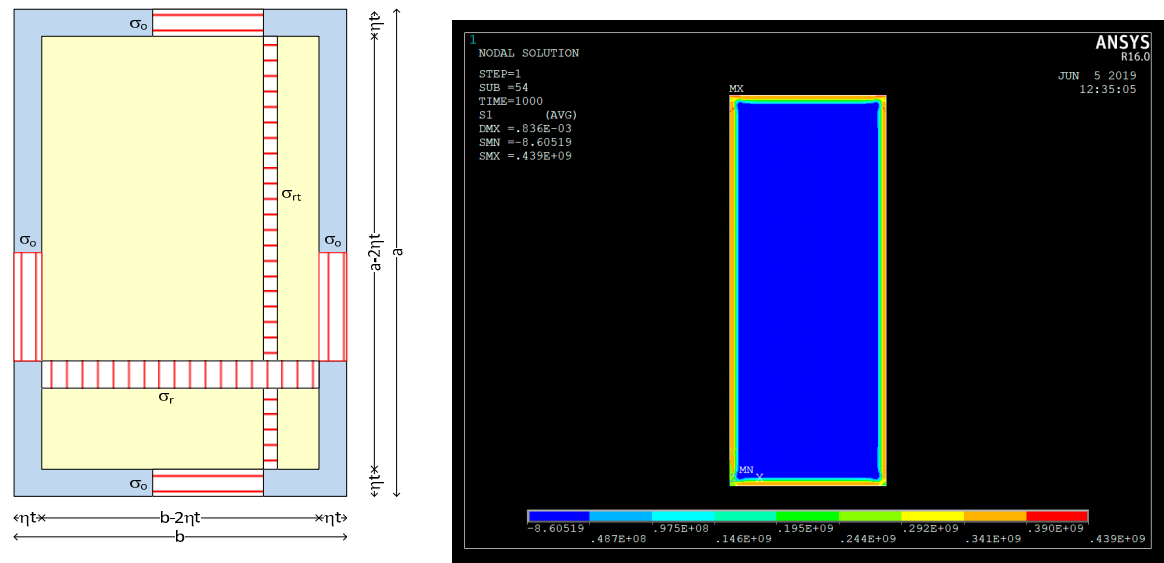 σo
ηt
σrt
σo
σo
a-2ηt
a
σr
σo
ηt
ηt
b-2ηt
ηt
b
1
NODAL SOLUTION
STEP=1
SUB =54
TIME=1000
S1 (AVG)
DMX =.836E-03
SMN =-8.60519
SMX =.439E+09
ANSYS
R16.0
JUN 5 2019
12:35:05
MX
MN
X
-8.60519
.487E+08
.975E+08
.146E+09
.195E+09
.244E+09
.292E+09
.341E+09
.390E+09
.439E+09